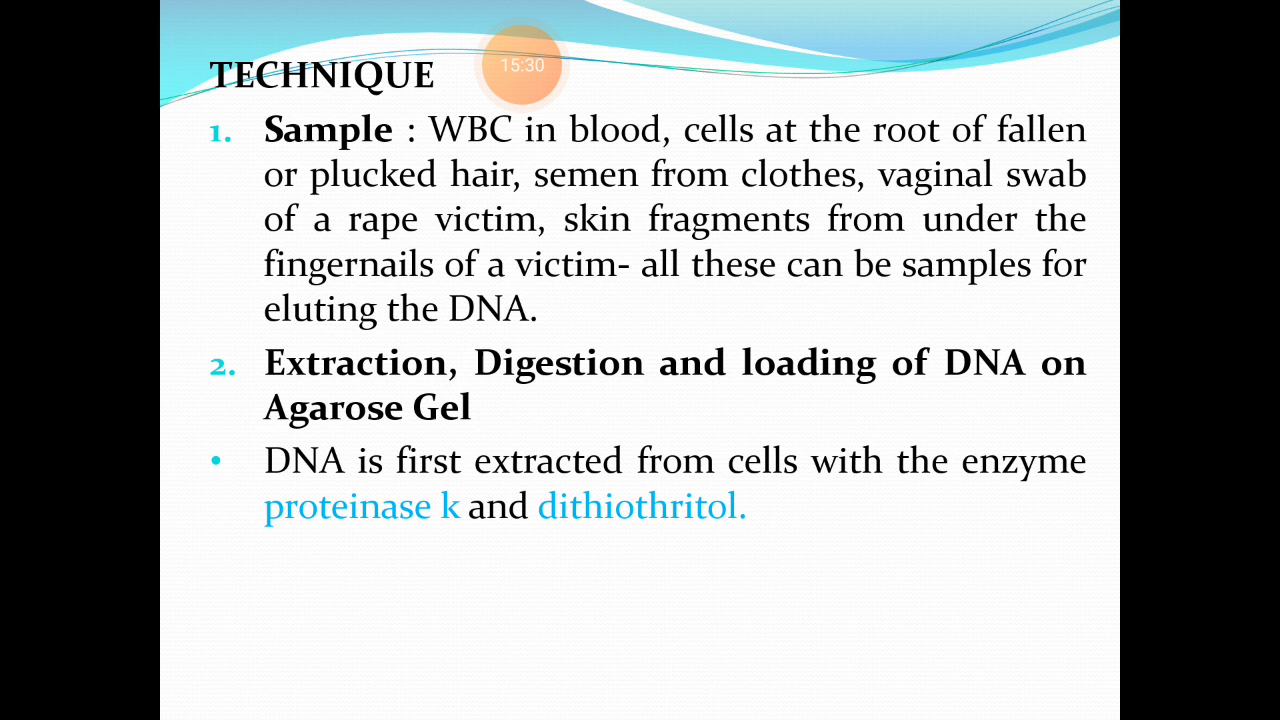 TECHNIQUE
15:30
1. Sample : WBC in blood, cells at the root of fallen
or plucked hair, semen from clothes, vaginal swab
of a rape victim, skin fragments from under the
fingernails of a victim- all these can be samples for
eluting the DNA.
2. Extraction, Digestion and loading of DNA on
Agarose Gel
• DNA is first extracted from cells with the enzyme
proteinase k and dithiothritol.